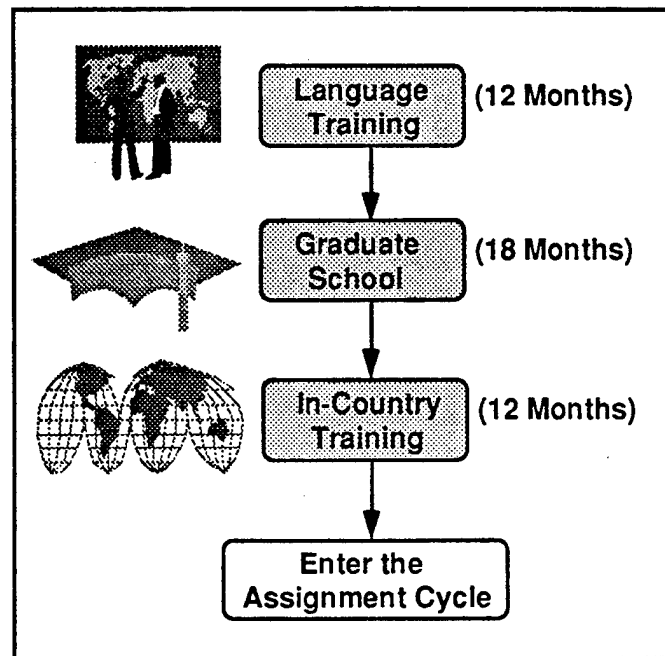 Language
Training
(12 Months)
Graduate
School
(18 Months)
In-Country
Training
(12 Months)
Enter the
Assignment Cycle